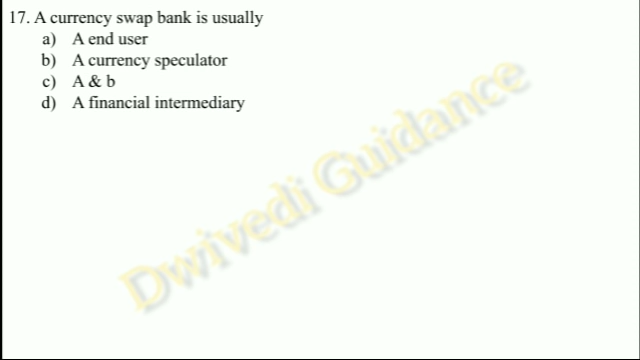 17. A currency swap bank is usually
a) A end user
b) A currency speculator
c) A & b
d) A financial intermediary
Dwivedi Guidance